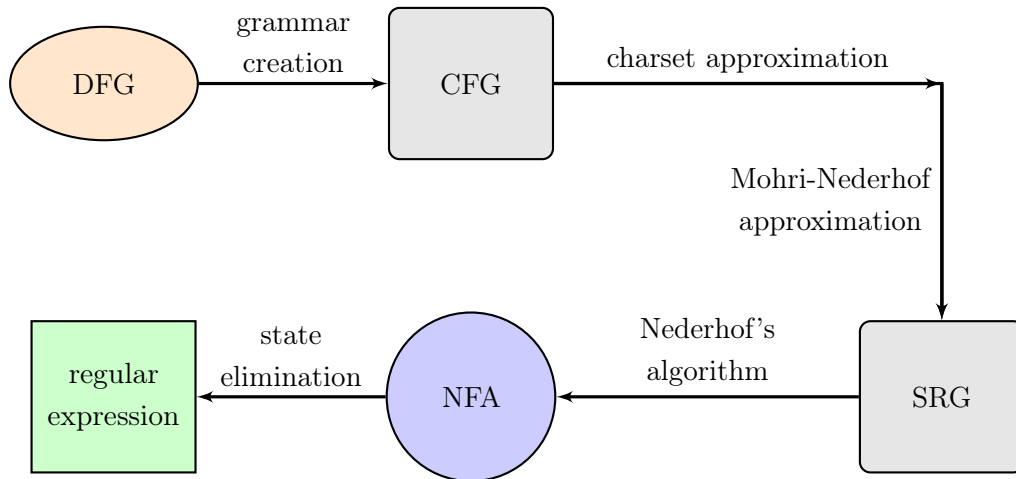 DFG
grammar
creation
CFG
charset approximation
Mohri-Nederhof
approximation
SRG
Nederhof's
algorithm
NFA
state
elimination
regular
expression